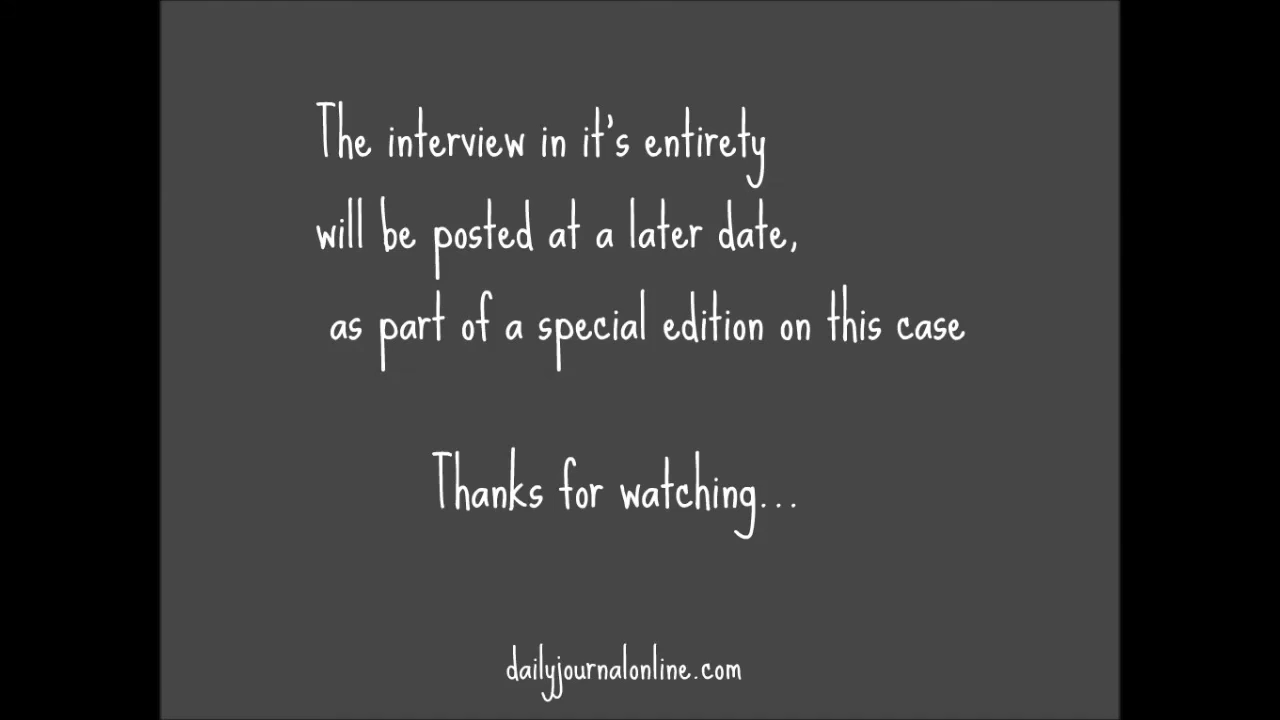 The interview in it's entirety
will be posted at a later date,
as part of a special edition on this case
Thanks for watching...
dailyjournalonline.com